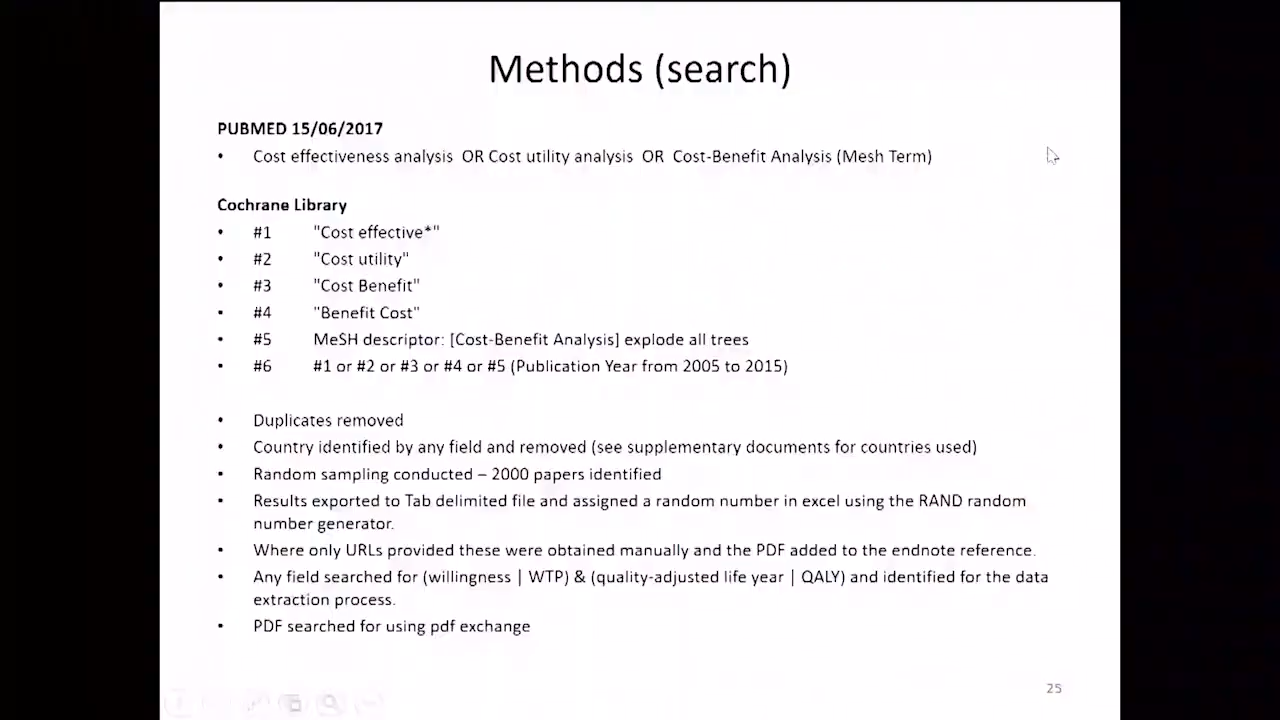 Methods (search)
PUBMED 15/06/2017
• Cost effectiveness analysis OR Cost utility analysis OR Cost-Benefit Analysis (Mesh Term)
Cochrane Library
• #1 "Cost effective*"
• #2 "Cost utility"
• #3 "Cost Benefit"
• #4 "Benefit Cost"
• #5 MeSH descriptor: [Cost-Benefit Analysis] explode all trees
• #6 #1 or #2 or #3 or #4 or #5 (Publication Year from 2005 to 2015)
• Duplicates removed
• Country identified by any field and removed (see supplementary documents for countries used)
• Random sampling conducted – 2000 papers identified
• Results exported to Tab delimited file and assigned a random number in excel using the RAND random
number generator.
• Where only URLs provided these were obtained manually and the PDF added to the endnote reference.
• Any field searched for (willingness | WTP) & (quality-adjusted life year | QALY) and identified for the data
extraction process.
• PDF searched for using pdf exchange
25